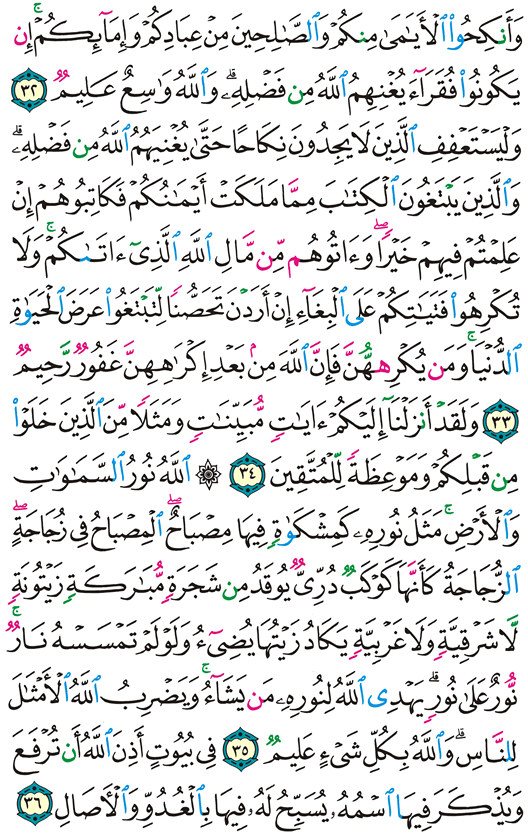 وَأَنكِحُوا۟ ٱلْأَيَـٰمَىٰ مِنكُمْ وَٱلصَّـٰلِحِينَ مِنْ عِبَادِكُمْ وَإِمَآئِكُمْ ۚ إِن
يَكُونُوا۟ فُقَرَآءَ يُغْنِهِمُ ٱللَّهُ مِن فَضْلِهِۦ ۗ وَٱللَّهُ وَٰسِعٌ عَلِيمٌ ٣٢
وَلْيَسْتَعْفِفِ ٱلَّذِينَ لَا يَجِدُونَ نِكَاحًا حَتَّىٰ يُغْنِيَهُمُ ٱللَّهُ مِن فَضْلِهِۦ ۗ
وَٱلَّذِينَ يَبْتَغُونَ ٱلْكِتَـٰبَ مِمَّا مَلَكَتْ أَيْمَـٰنُكُمْ فَكَاتِبُوهُمْ إِنْ
عَلِمْتُمْ فِيهِمْ خَيْرًا ۖ وَءَاتُوهُم مِّن مَّالِ ٱللَّهِ ٱلَّذِىٓ ءَاتَىٰكُمْ ۚ وَلَا
تُكْرِهُوا۟ فَتَيَـٰتِكُمْ عَلَى ٱلْبِغَآءِ إِنْ أَرَدْنَ تَحَصُّنًا لِّتَبْتَغُوا۟ عَرَضَ ٱلْحَيَوٰةِ
ٱلدُّنْيَا ۚ وَمَن يُكْرِههُّنَّ فَإِنَّ ٱللَّهَ مِنۢ بَعْدِ إِكْرَٰهِهِنَّ غَفُورٌ رَّحِيمٌ
٣٣ وَلَقَدْ أَنزَلْنَآ إِلَيْكُمْ ءَايَـٰتٍ مُّبَيِّنَـٰتٍ وَمَثَلًا مِّنَ ٱلَّذِينَ خَلَوْا۟
مِن قَبْلِكُمْ وَمَوْعِظَةً لِّلْمُتَّقِينَ ٣٤ ۞ ٱللَّهُ نُورُ ٱلسَّمَـٰوَٰتِ
وَٱلْأَرْضِ ۚ مَثَلُ نُورِهِۦ كَمِشْكَوٰةٍ فِيهَا مِصْبَاحٌ ۖ ٱلْمِصْبَاحُ فِى زُجَاجَةٍ ۖ
ٱلزُّجَاجَةُ كَأَنَّهَا كَوْكَبٌ دُرِّىٌّ يُوقَدُ مِن شَجَرَةٍ مُّبَـٰرَكَةٍ زَيْتُونَةٍ
لَّا شَرْقِيَّةٍ وَلَا غَرْبِيَّةٍ يَكَادُ زَيْتُهَا يُضِىٓءُ وَلَوْ لَمْ تَمْسَسْهُ نَارٌ ۚ
نُّورٌ عَلَىٰ نُورٍ ۗ يَهْدِى ٱللَّهُ لِنُورِهِۦ مَن يَشَآءُ ۚ وَيَضْرِبُ ٱللَّهُ ٱلْأَمْثَـٰلَ
لِلنَّاسِ ۗ وَٱللَّهُ بِكُلِّ شَىْءٍ عَلِيمٌ ٣٥ فِى بُيُوتٍ أَذِنَ ٱللَّهُ أَن تُرْفَعَ
وَيُذْكَرَ فِيهَا ٱسْمُهُۥ يُسَبِّحُ لَهُۥ فِيهَا بِٱلْغُدُوِّ وَٱلْـَٔاصَالِ ٣٦